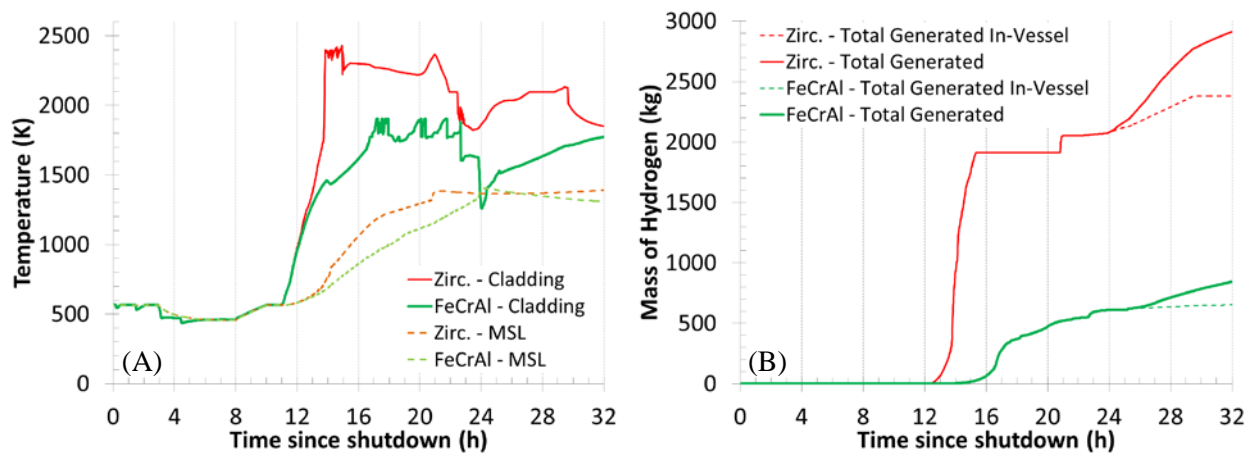 2500
2000
1500
1000
500
0
Temperature (K)
Zirc. - Cladding
FeCrAl - Cladding
Zirc. - MSL
FeCrAl - MSL
(A)
0 4 8 12 16 20 24 28 32
Time since shutdown (h)
3000
2500
2000
1500
1000
500
0
Mass of Hydrogen (kg)
Zirc. - Total Generated In-Vessel
Zirc. - Total Generated
FeCrAl - Total Generated In-Vessel
FeCrAl - Total Generated
(B)
0 4 8 12 16 20 24 28 32
Time since shutdown (h)